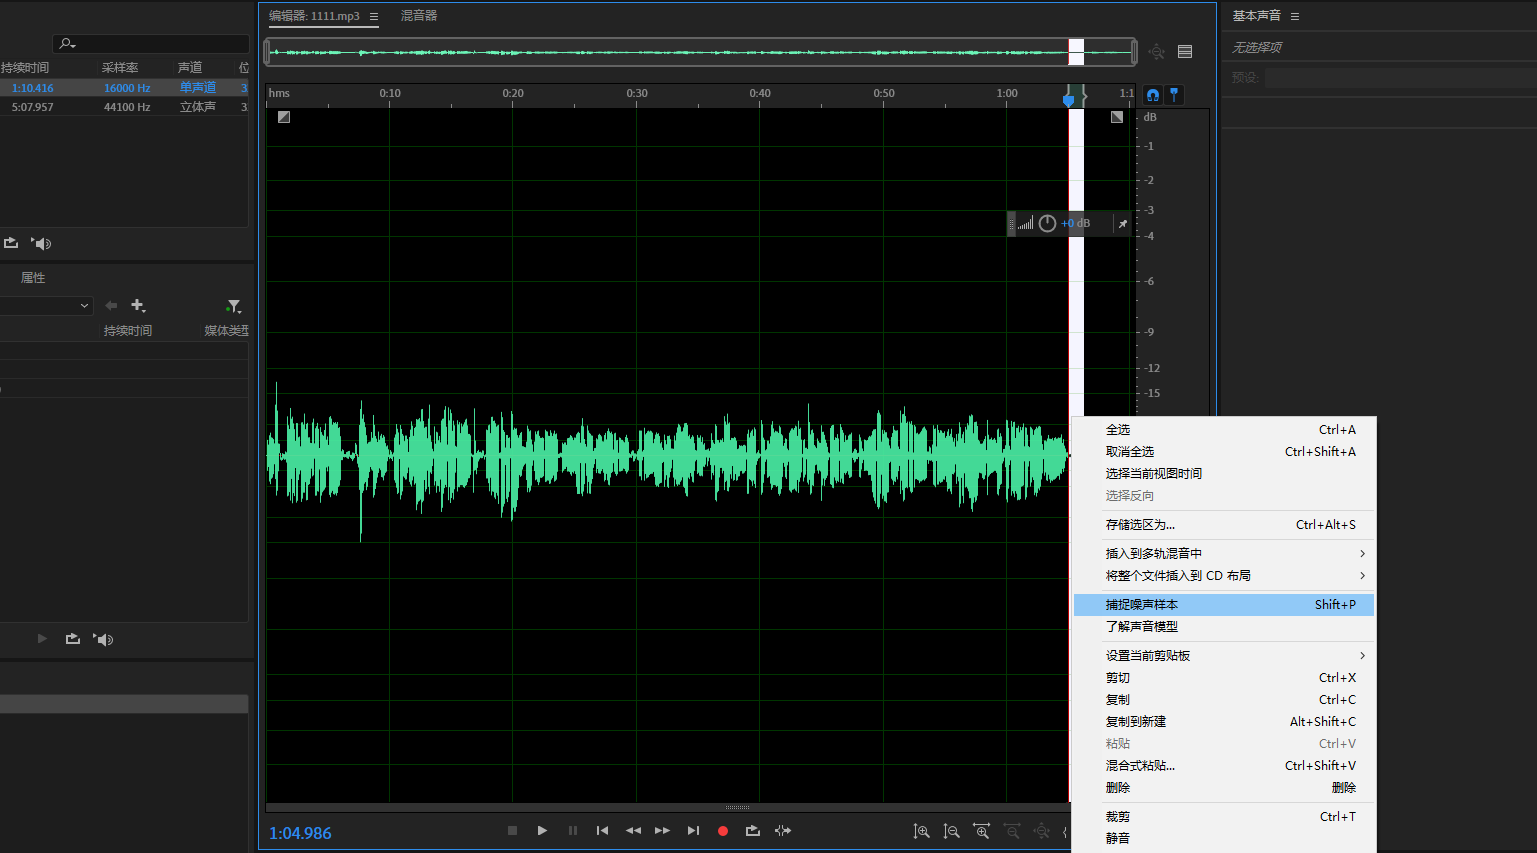 编辑器: 1111.mp3
混音器
基本声音
无选择项
预设:
持续时间 采样率 声道 位
1:10.416 16000 Hz 单声道 3
5:07.957 44100 Hz 立体声 3
属性
持续时间 媒体类型
hms 0:10 0:20 0:30 0:40 0:50 1:00 1:1
dB
-1
-2
-3
+0 dB
-4
-6
-9
-12
-15
全选 Ctrl+A
取消全选 Ctrl+Shift+A
选择当前视图时间
选择反向
存储选区为... Ctrl+Alt+S
插入到多轨混音中
将整个文件插入到 CD 布局
捕捉噪声样本 Shift+P
了解声音模型
设置当前剪贴板
剪切 Ctrl+X
复制 Ctrl+C
复制到新建 Alt+Shift+C
粘贴 Ctrl+V
混合式粘贴... Ctrl+Shift+V
删除 删除
裁剪 Ctrl+T
静音
1:04.986